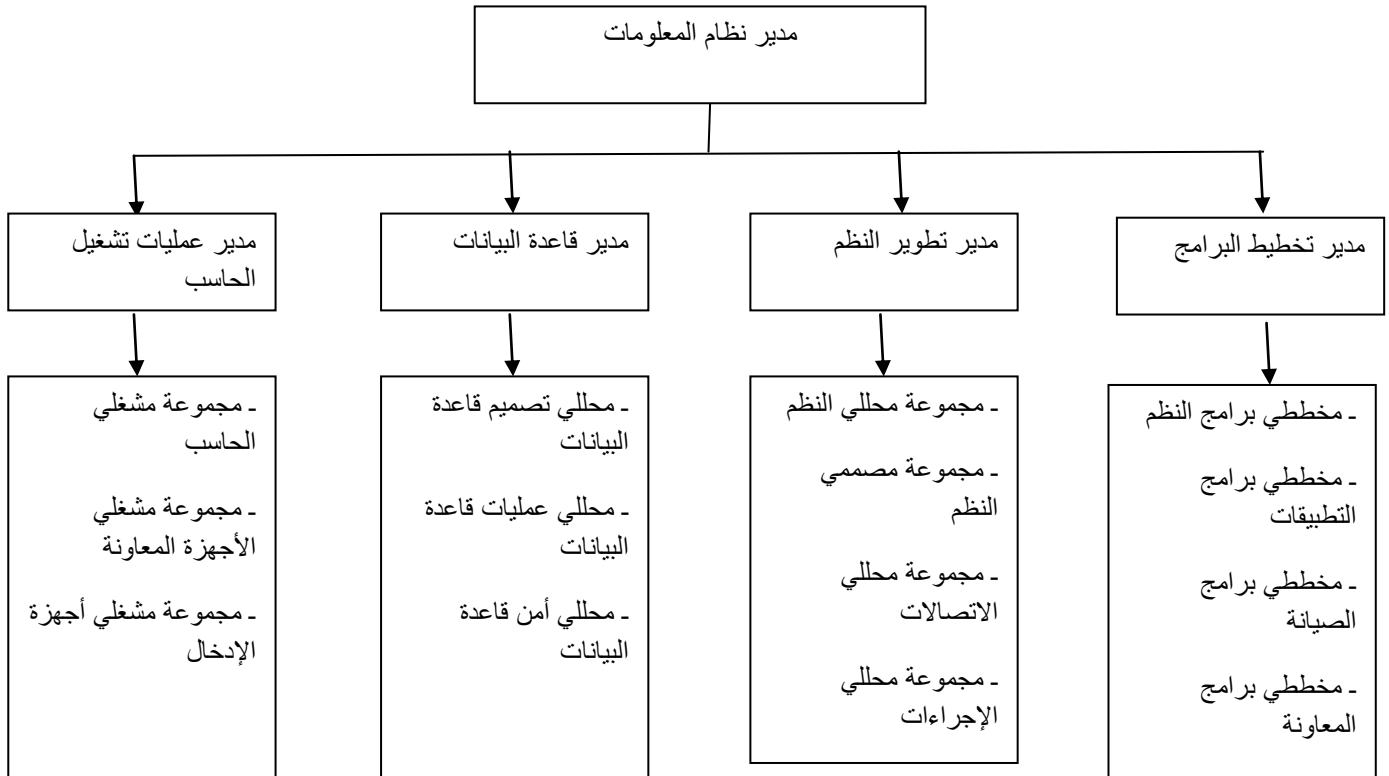 مدير نظام المعلومات
مدير تخطيط البرامج
مدير تطوير النظم
مدير قاعدة البيانات
مدير عمليات تشغيل
الحاسب
ـ مخططي برامج النظم
ـ مخططي برامج
التطبيقات
ـ مخططي برامج
الصيانة
ـ مخططي برامج
المعاونة
ـ مجموعة محللي النظم
ـ مجموعة مصممي
النظم
ـ مجموعة محللي
الاتصالات
ـ مجموعة محللي
الإجراءات
ـ محللي تصميم قاعدة
البيانات
ـ محللي عمليات قاعدة
البيانات
ـ محللي أمن قاعدة
البيانات
ـ مجموعة مشغلي
الحاسب
ـ مجموعة مشغلي
الأجهزة المعاونة
ـ مجموعة مشغلي أجهزة
الإدخال